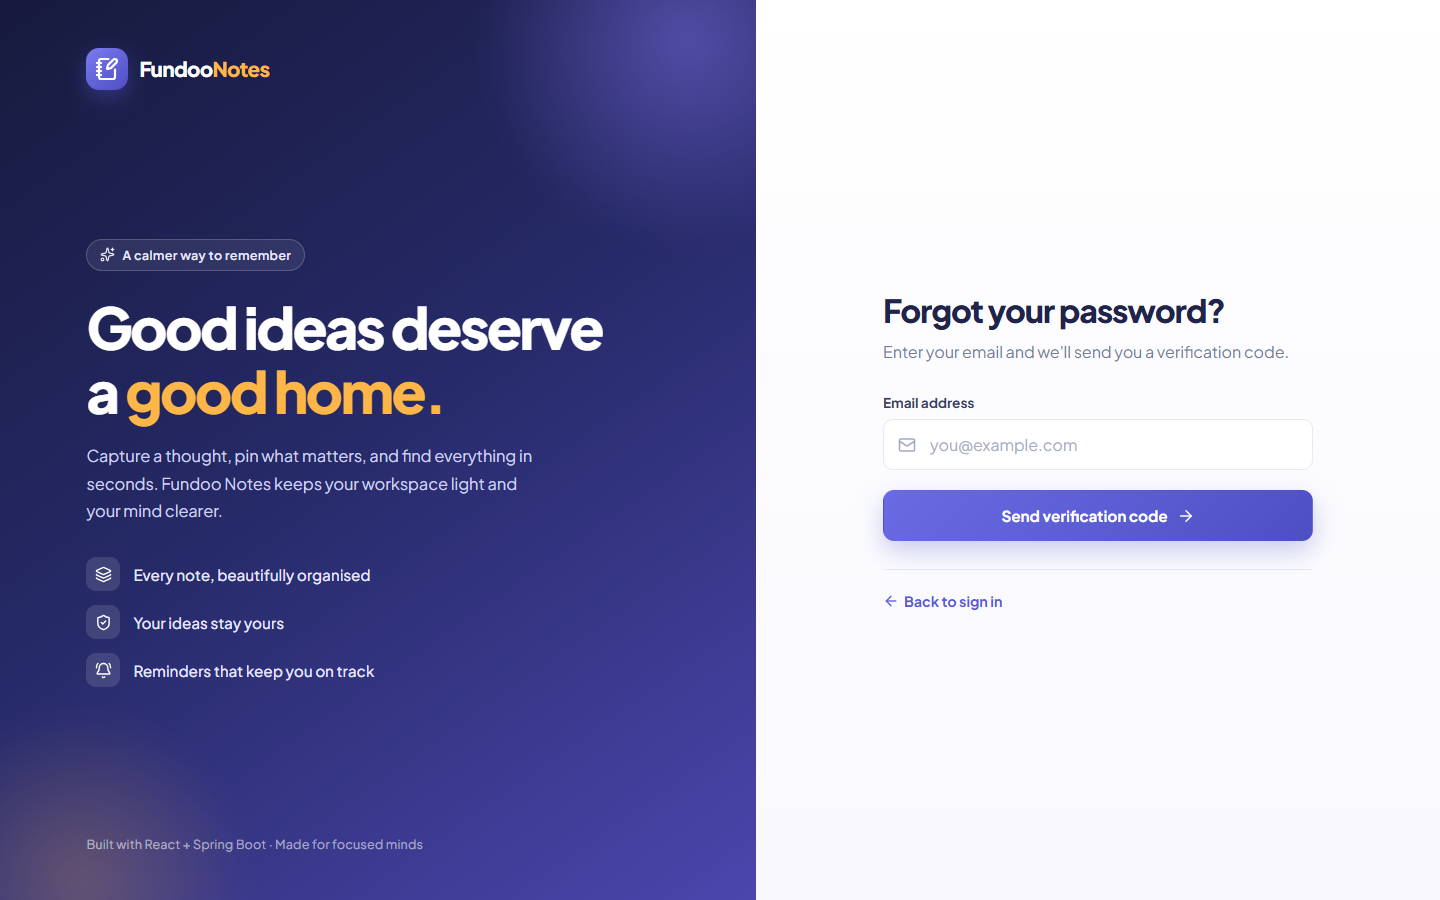 FundooNotes
A calmer way to remember
Good ideas deserve
a good home.
Capture a thought, pin what matters, and find everything in
seconds. Fundoo Notes keeps your workspace light and
your mind clearer.
Every note, beautifully organised
Your ideas stay yours
Reminders that keep you on track
Built with React + Spring Boot · Made for focused minds
Forgot your password?
Enter your email and we'll send you a verification code.
Email address
you@example.com
Send verification code
Back to sign in